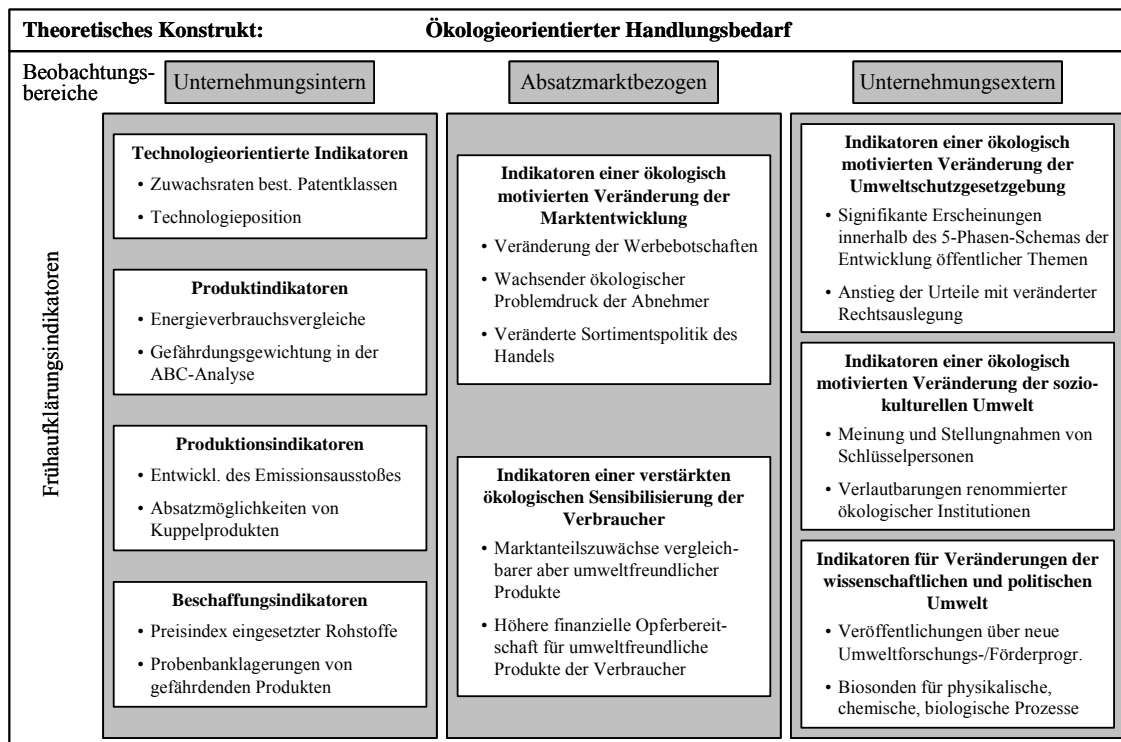 Theoretisches Konstrukt: Ökologieorientierter Handlungsbedarf
Beobachtungs-
bereiche
Unternehmungsintern
Absatzmarktbezogen
Unternehmungsextern
Frühaufklärungsindikatoren
Technologieorientierte Indikatoren
• Zuwachsraten best. Patentklassen
• Technologieposition
Produktindikatoren
• Energieverbrauchsvergleiche
• Gefährdungsgewichtung in der
ABC-Analyse
Produktionsindikatoren
• Entwickl. des Emissionsausstoßes
• Absatzmöglichkeiten von
Kuppelprodukten
Beschaffungsindikatoren
• Preisindex eingesetzter Rohstoffe
• Probenbanklagerungen von
gefährdenden Produkten
Indikatoren einer ökologisch
motivierten Veränderung der
Marktentwicklung
• Veränderung der Werbebotschaften
• Wachsender ökologischer
Problemdruck der Abnehmer
• Veränderte Sortimentspolitik des
Handels
Indikatoren einer verstärkten
ökologischen Sensibilisierung der
Verbraucher
• Marktanteilszuwächse vergleich-
barer aber umweltfreundlicher
Produkte
• Höhere finanzielle Opferbereit-
schaft für umweltfreundliche
Produkte der Verbraucher
Indikatoren einer ökologisch
motivierten Veränderung der
Umweltschutzgesetzgebung
• Signifikante Erscheinungen
innerhalb des 5-Phasen-Schemas der
Entwicklung öffentlicher Themen
• Anstieg der Urteile mit veränderter
Rechtsauslegung
Indikatoren einer ökologisch
motivierten Veränderung der sozio-
kulturellen Umwelt
• Meinung und Stellungnahmen von
Schlüsselpersonen
• Verlautbarungen renommierter
ökologischer Institutionen
Indikatoren für Veränderungen der
wissenschaftlichen und politischen
Umwelt
• Veröffentlichungen über neue
Umweltforschungs-/Förderprogr.
• Biosonden für physikalische,
chemische, biologische Prozesse